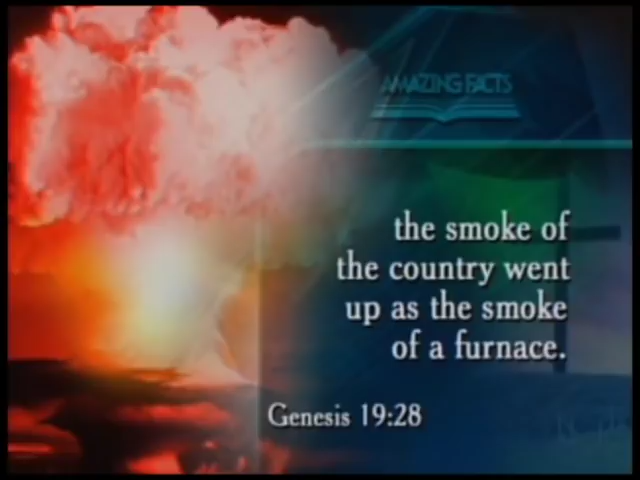 AMAZING FACTS
the smoke of
the country went
up as the smoke
of a furnace.
Genesis 19:28